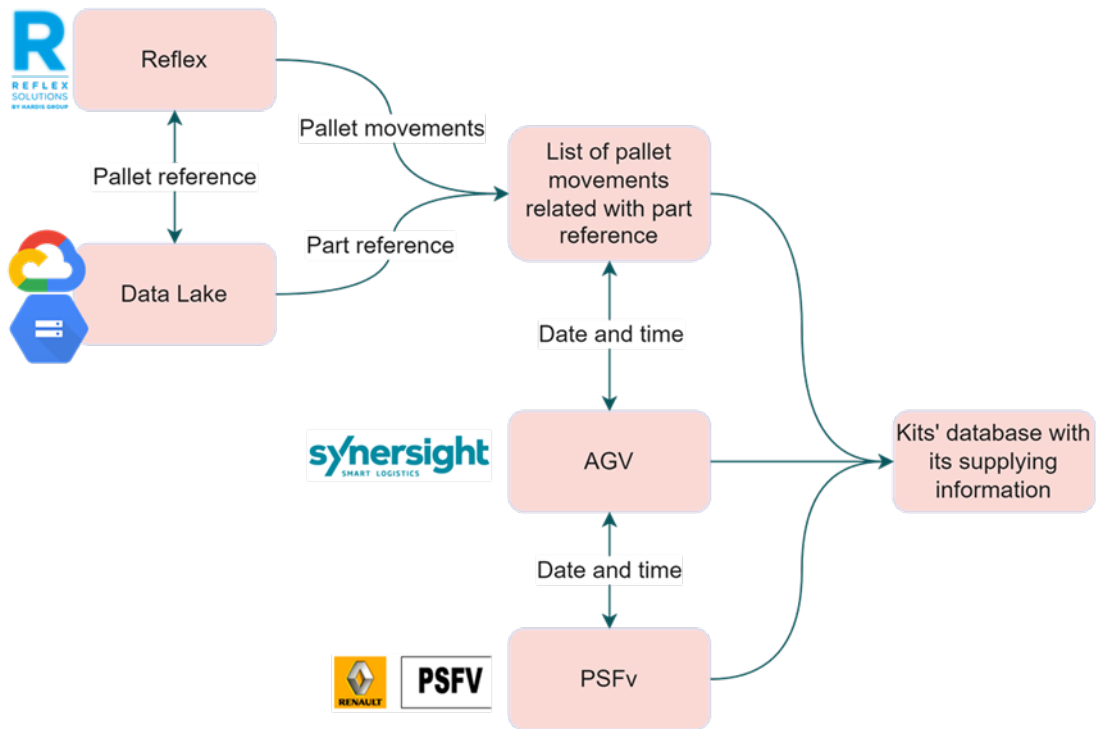 R
REFLEX
SOLUTIONS
BY HARDIS GROUP
Reflex
Pallet movements
Pallet reference
List of pallet
movements
related with part
reference
Part reference
Data Lake
Date and time
synersight
SMART LOGISTICS
AGV
Kits' database with
its supplying
information
Date and time
RENAULT
PSFV
PSFv